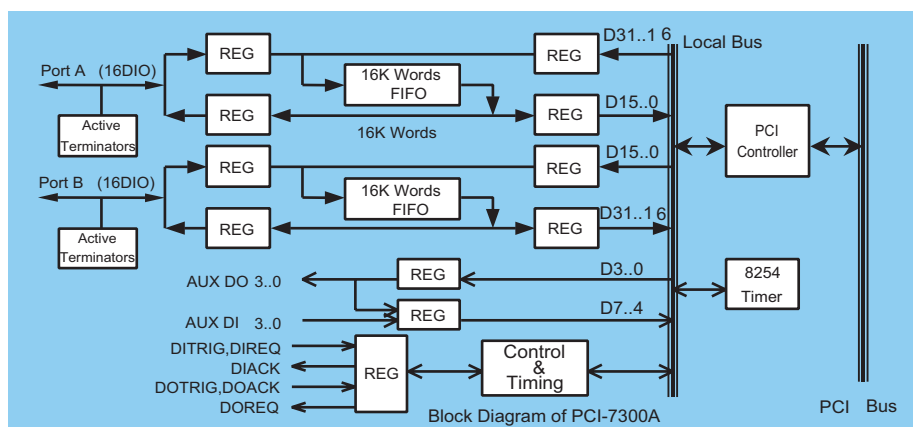 REG
REG
D31..1 6
Local Bus
Port A (16DIO)
16K Words
FIFO
Active
Terminators
REG
REG
D15..0
16K Words
PCI
Controller
REG
REG
D15..0
Port B (16DIO)
16K Words
FIFO
Active
Terminators
REG
REG
D31..1 6
AUX DO 3..0
REG
D3..0
8254
Timer
AUX DI 3..0
REG
D7..4
DITRIG,DIREQ
DIACK
DOTRIG,DOACK
DOREQ
REG
Control
&
Timing
Block Diagram of PCI-7300A
PCI Bus